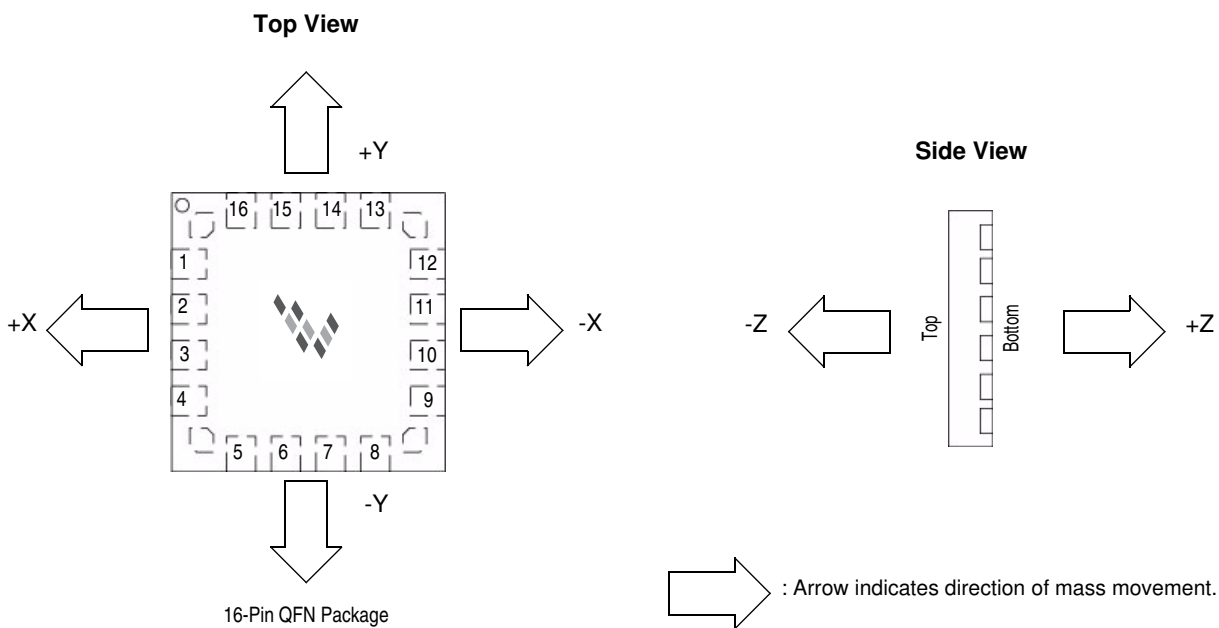 Top View
+Y
Side View
16 15 14 13
1 12
2 11
3 10
4 9
5 6 7 8
+X
-X
-Y
-Z
Top
Bottom
+Z
16-Pin QFN Package
: Arrow indicates direction of mass movement.